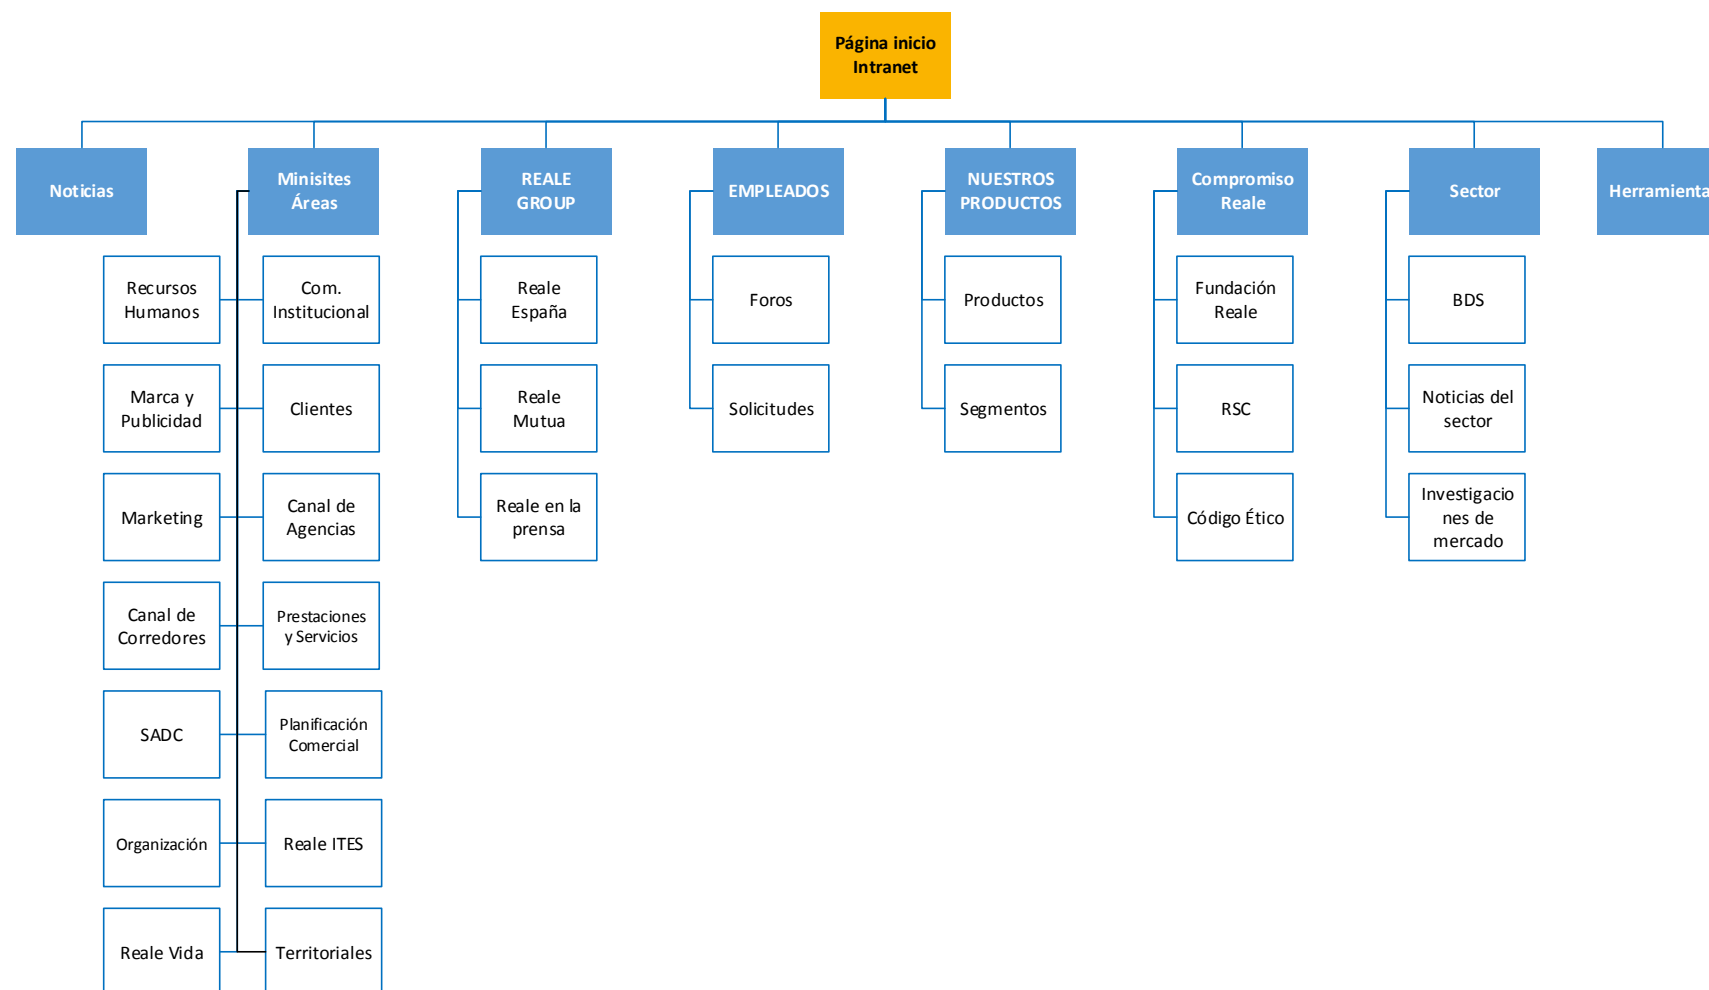 Página inicio
Intranet
Noticias
Minisites
Áreas
REALE
GROUP
EMPLEADOS
NUESTROS
PRODUCTOS
Compromiso
Reale
Sector
Herramienta
Recursos
Humanos
Com.
Institucional
Reale
España
Foros
Productos
Fundación
Reale
BDS
Marca y
Publicidad
Clientes
Reale
Mutua
Solicitudes
Segmentos
RSC
Noticias del
sector
Marketing
Canal de
Agencias
Reale en la
prensa
Código Ético
Investigacio
nes de
mercado
Canal de
Corredores
Prestaciones
y Servicios
SADC
Planificación
Comercial
Organización
Reale ITES
Reale Vida
Territoriales